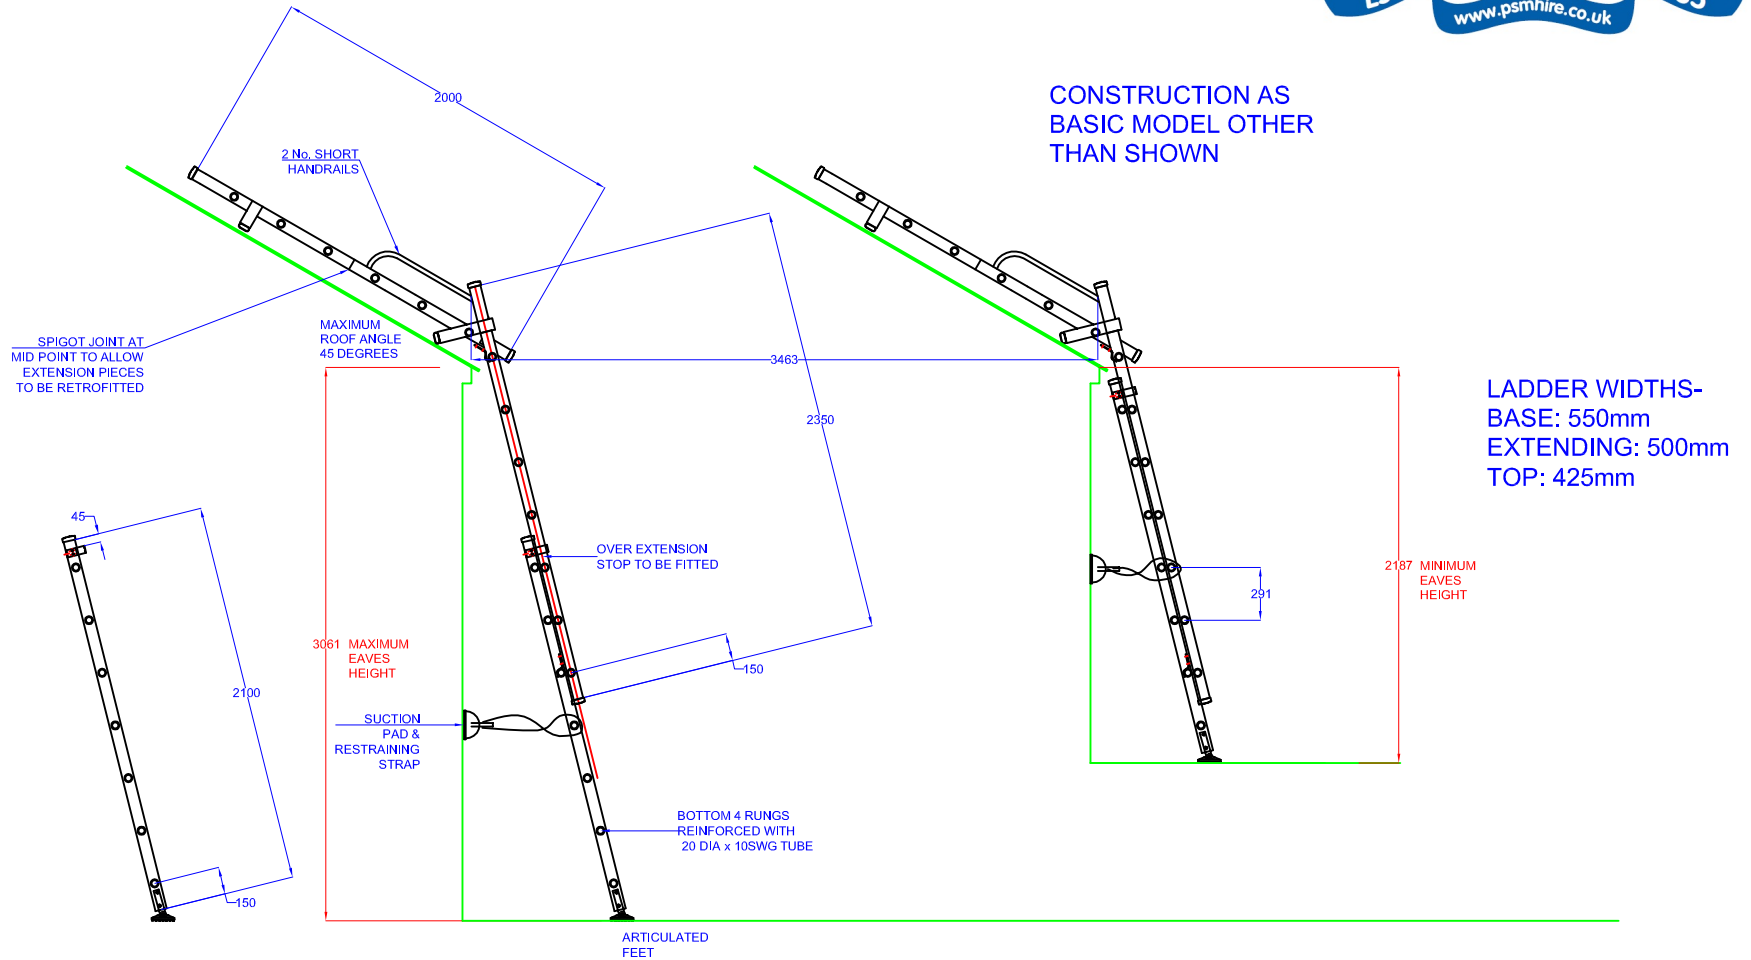 www.psmhire.co.uk
2000
CONSTRUCTION AS
BASIC MODEL OTHER
THAN SHOWN
2 No. SHORT
HANDRAILS
MAXIMUM
ROOF ANGLE
45 DEGREES
SPIGOT JOINT AT
MID POINT TO ALLOW
EXTENSION PIECES
TO BE RETROFITTED
3463
2350
LADDER WIDTHS-
BASE: 550mm
EXTENDING: 500mm
TOP: 425mm
45
OVER EXTENSION
STOP TO BE FITTED
2187 MINIMUM
EAVES
HEIGHT
291
3061 MAXIMUM
EAVES
HEIGHT
150
2100
SUCTION
PAD &
RESTRAINING
STRAP
BOTTOM 4 RUNGS
REINFORCED WITH
20 DIA x 10SWG TUBE
150
ARTICULATED
FEET